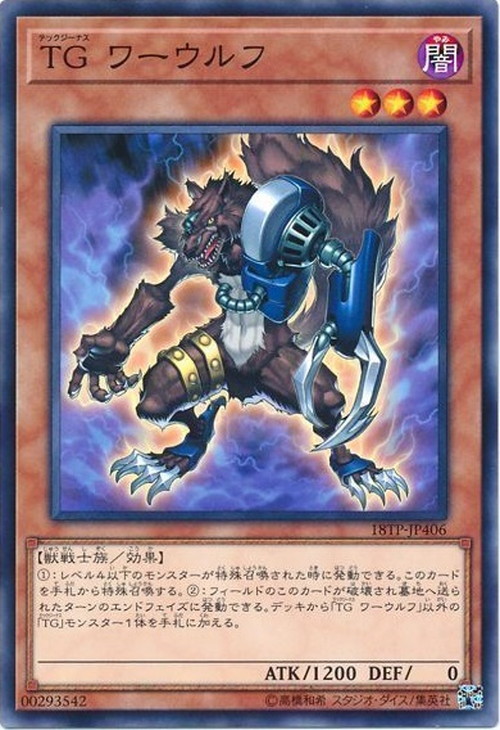 テックジーナス
TG ワーウルフ
やみ
闇
18TP-JP406
【獣戦士族／効果】
①：レベル4以下のモンスターが特殊召喚された時に発動できる。このカード
を手札から特殊召喚する。②：フィールドのこのカードが破壊され墓地へ送ら
れたターンのエンドフェイズに発動できる。デッキから「TG ワーウルフ」以外の
「TG」モンスター1体を手札に加える。
ATK/1200 DEF/ 0
00293542 ©高橋和希 スタジオ・ダイス/集英社